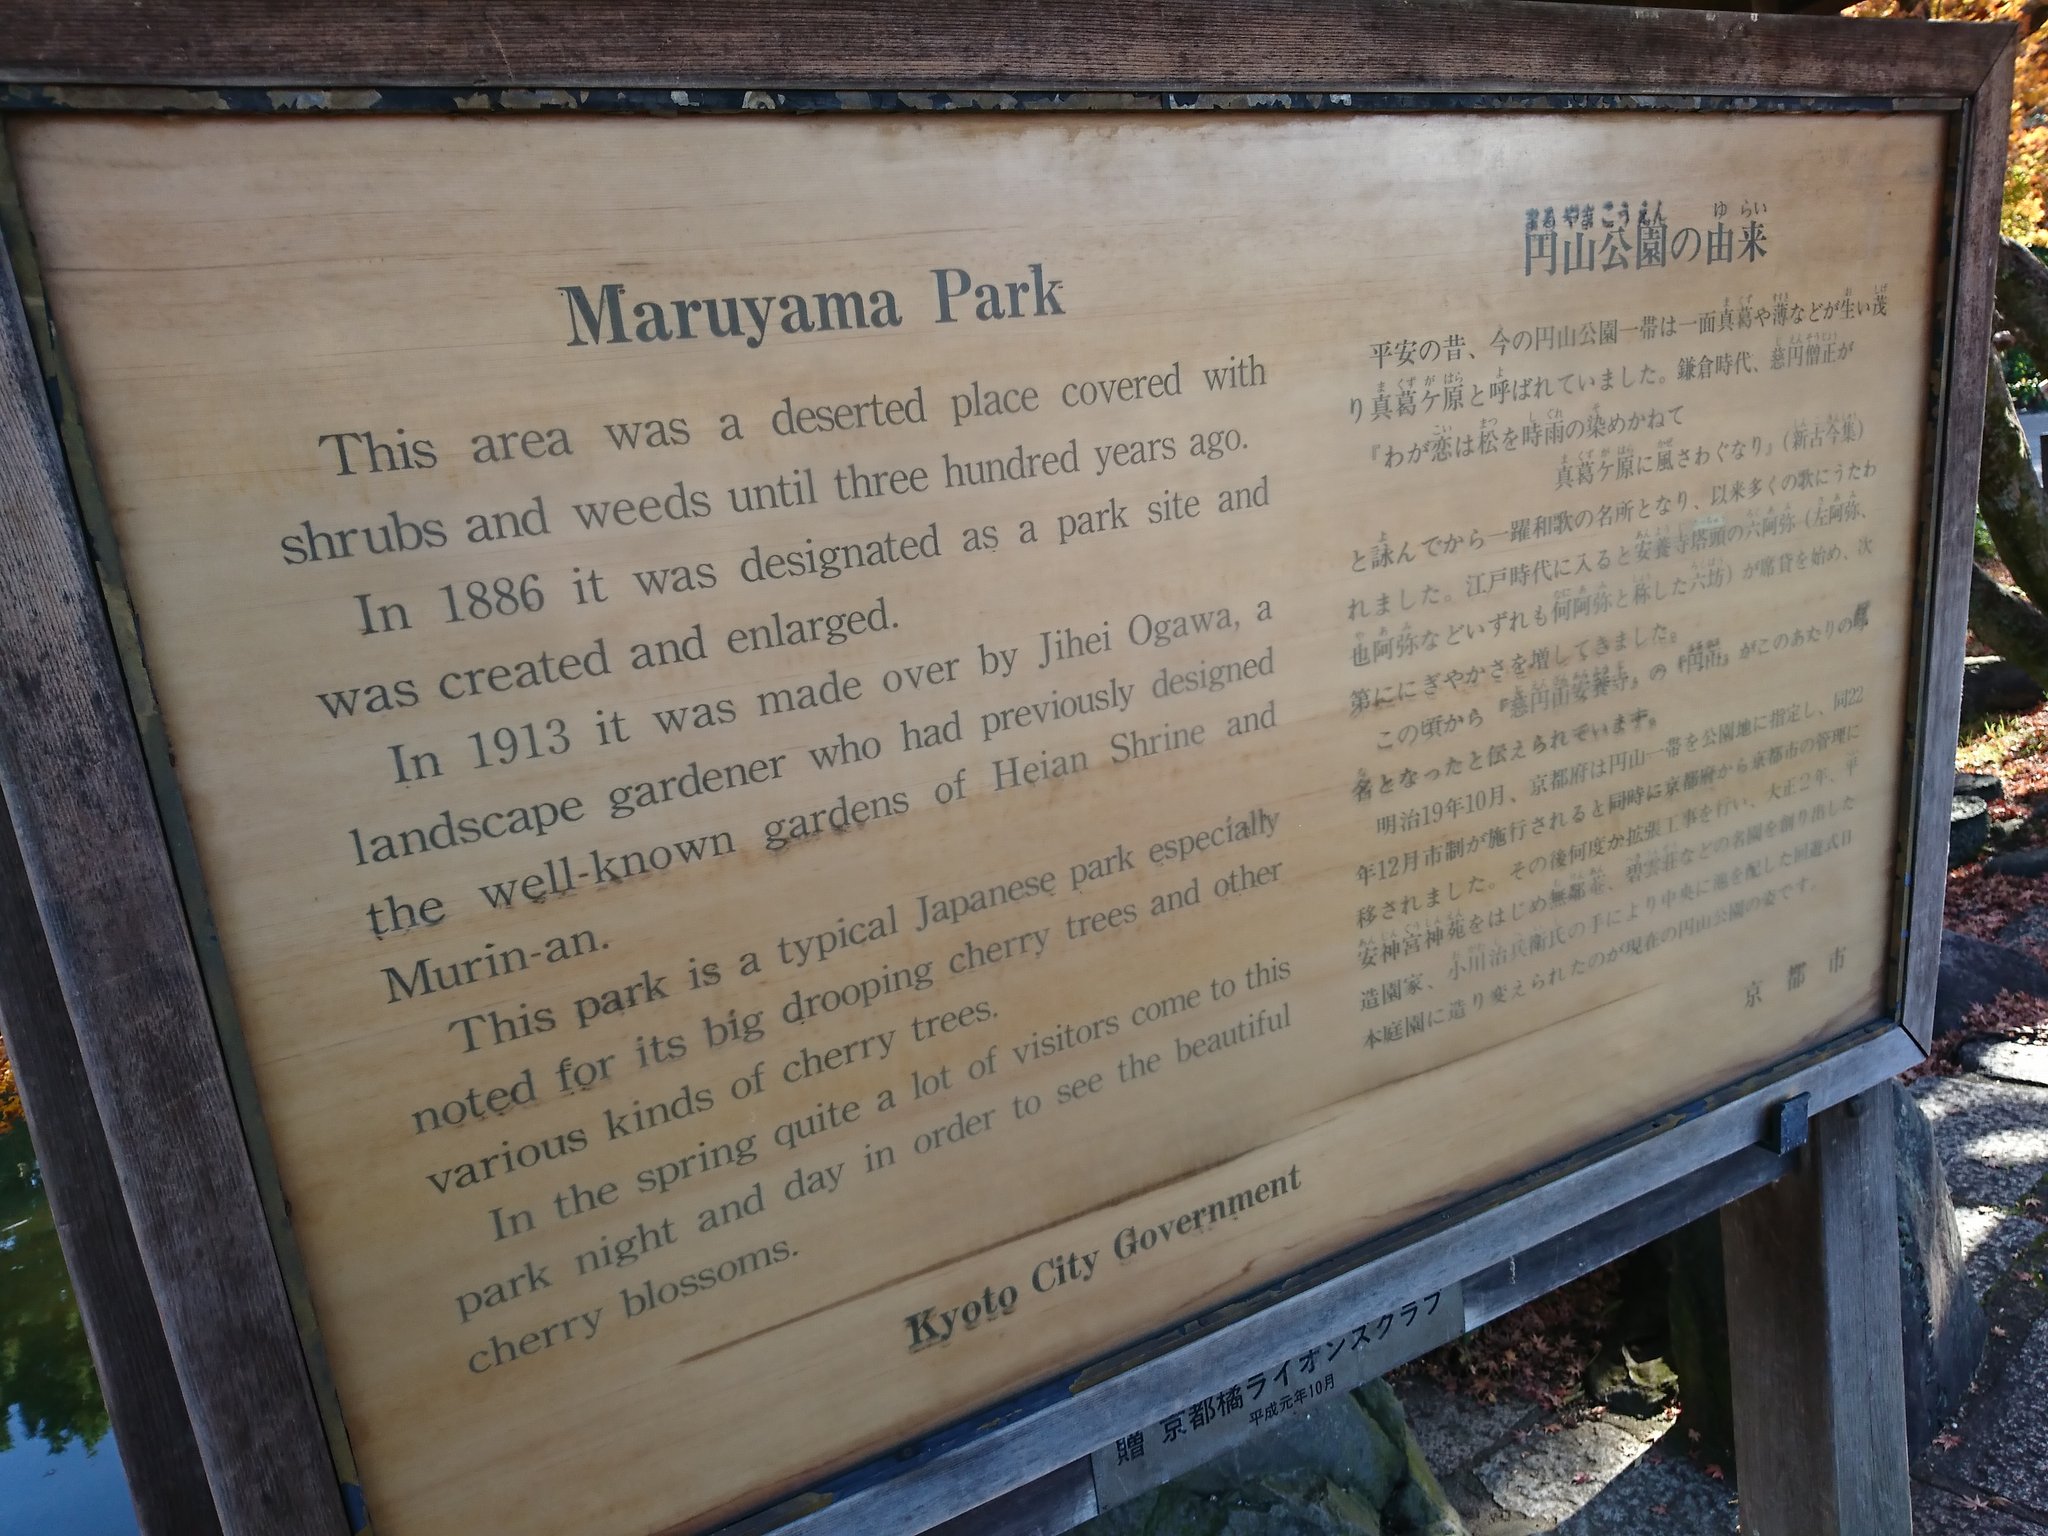 Maruyama Park
This area was a deserted place covered with
shrubs and weeds until three hundred years ago.
In 1886 it was designated as a park site and
was created and enlarged.
In 1913 it was made over by Jihei Ogawa, a
landscape gardener who had previously designed
the well-known gardens of Heian Shrine and
Murin-an.
This park is a typical Japanese park especially
noted for its big drooping cherry trees and other
various kinds of cherry trees.
In the spring quite a lot of visitors come to this
park night and day in order to see the beautiful
cherry blossoms.
Kyoto City Government
円山公園の由来
平安の昔、今の円山公園一帯は一面真葛や薄などが生い茂
り真葛ケ原と呼ばれていました。鎌倉時代、慈円僧正が
『わが恋は松を時雨の染めかねて
真葛ケ原に風さわぐなり』(新古今集)
と詠んでから一躍和歌の名所となり、以来多くの歌にうたわ
れました。江戸時代に入ると安養寺塔頭の六阿弥(左阿弥、
也阿弥などいずれも何阿弥と称した六坊)が席貸を始め、次
第ににぎやかさを増してきました。
この頃から『慈円山安養寺』の『円山』がこのあたりの
名となったと伝えられています。
明治19年10月、京都府は円山一帯を公園地に指定し、同22
年12月市制が施行されると同時に京都府から京都市の管理に
移されました。その後何度か拡張工事を行い、大正2年、平
安神宮神苑をはじめ無鄰菴、碧雲荘などの名園を創り出した
造園家、小川治兵衛氏の手により中央に池を配した回遊式日
本庭園に造り変えられたのが現在の円山公園の姿です。
京都市
贈 京都橘ライオンスクラブ
平成元年10月